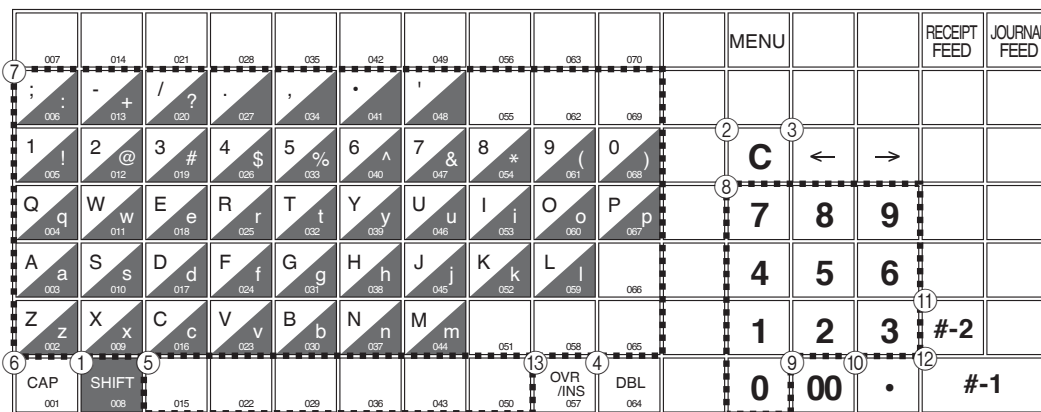 MENU RECEIPT FEED JOURNAL FEED
007 014 021 028 035 042 049 056 063 070
⑦
; : 006 - + 013 / ? 020 . 027 , 034 • 041 ' 048 055 062 069
② ③
1 ! 005 2 @ 012 3 # 019 4 $ 026 5 % 033 6 ^ 040 7 & 047 8 * 054 9 ( 061 0 ) 068 C ← →
⑧
Q q 004 W w 011 E e 018 R r 025 T t 032 Y y 039 U u 046 I i 053 O o 060 P p 067 7 8 9
A a 003 S s 010 D d 017 F f 024 G g 031 H h 038 J j 045 K k 052 L l 059 066 4 5 6
⑪
Z z 002 X x 009 C c 016 V v 023 B b 030 N n 037 M m 044 051 058 065 1 2 3 #-2
⑥ ① ⑤ ⑬ ④ ⑨ ⑩ ⑫
CAP 001 SHIFT 008 015 022 029 036 043 050 OVR /INS 057 DBL 064 0 00 • #-1